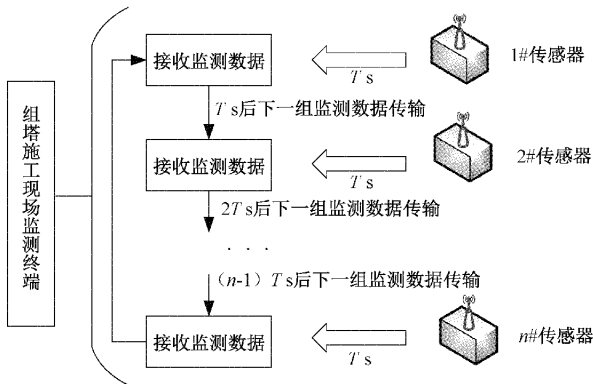 组塔施工现场监测终端
接收监测数据
T s
1#传感器
T s后下一组监测数据传输
接收监测数据
T s
2#传感器
2T s后下一组监测数据传输
. . .
（n-1）T s后下一组监测数据传输
接收监测数据
T s
n#传感器